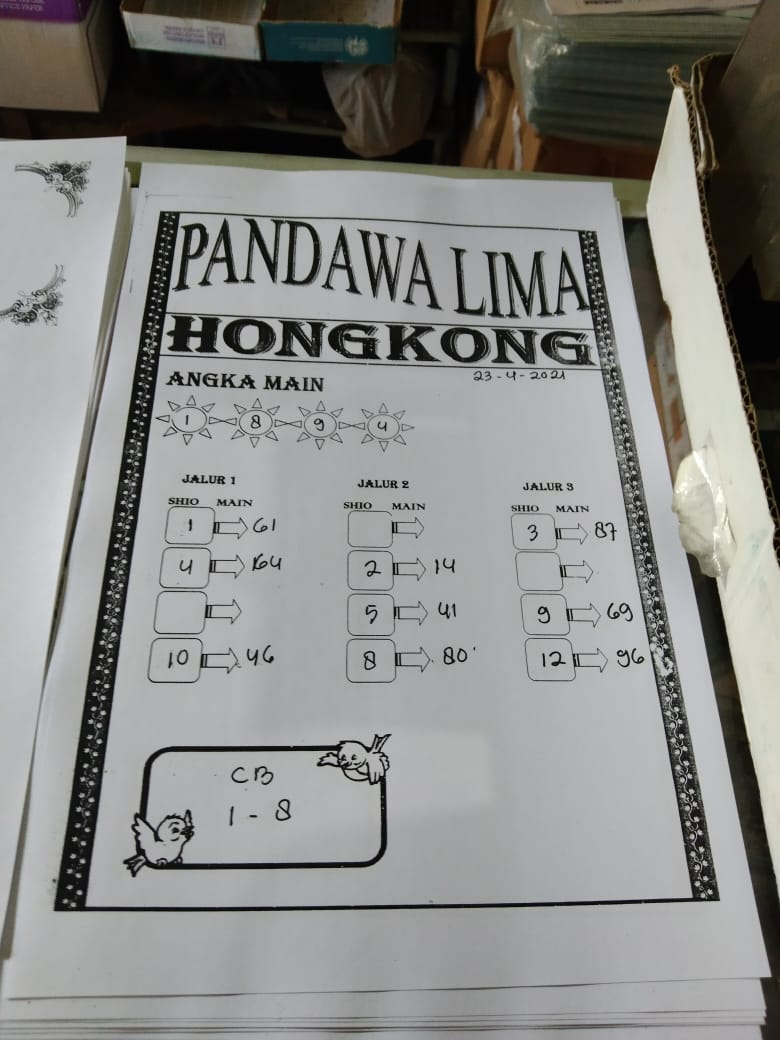 PANDAWA LIMA
HONGKONG
ANGKA MAIN 23-4-2021
1 8 9 4
JALUR 1 JALUR 2 JALUR 3
SHIO MAIN SHIO MAIN SHIO MAIN
1 61 3 87
4 164 2 14
5 41 9 69
10 46 8 80 12 96
CB
1 - 8